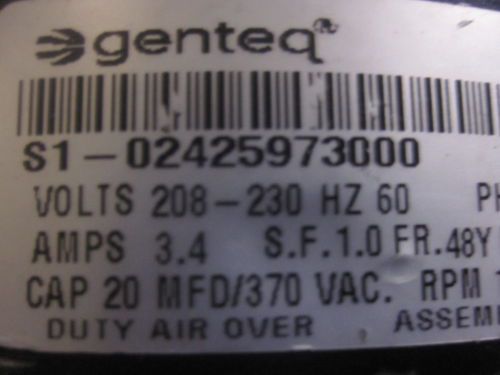 genteq®
S1-02425973000
VOLTS 208-230 HZ 60 PH
AMPS 3.4 S.F.1.0 FR.48Y
CAP 20 MFD/370 VAC. RPM
DUTY AIR OVER ASSEM